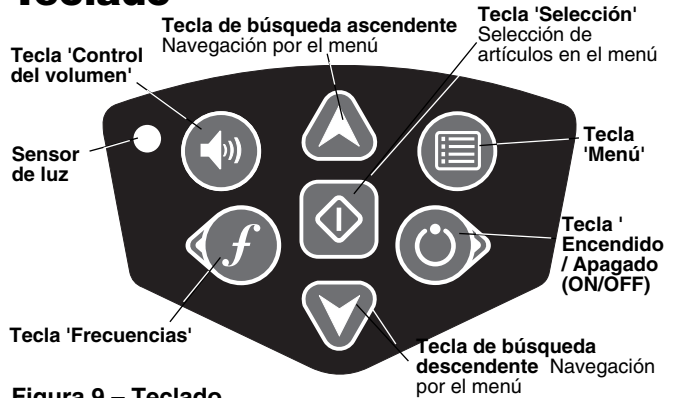 Teclado
Tecla de búsqueda ascendente
Navegación por el menú
Tecla 'Selección'
Selección de
artículos en el menú
Tecla 'Control
del volumen'
Sensor
de luz
Tecla
'Menú'
Tecla '
Encendido
/ Apagado
(ON/OFF)
f
Tecla 'Frecuencias'
Tecla de búsqueda
descendente Navegación
por el menú
Figura 9 – Teclado